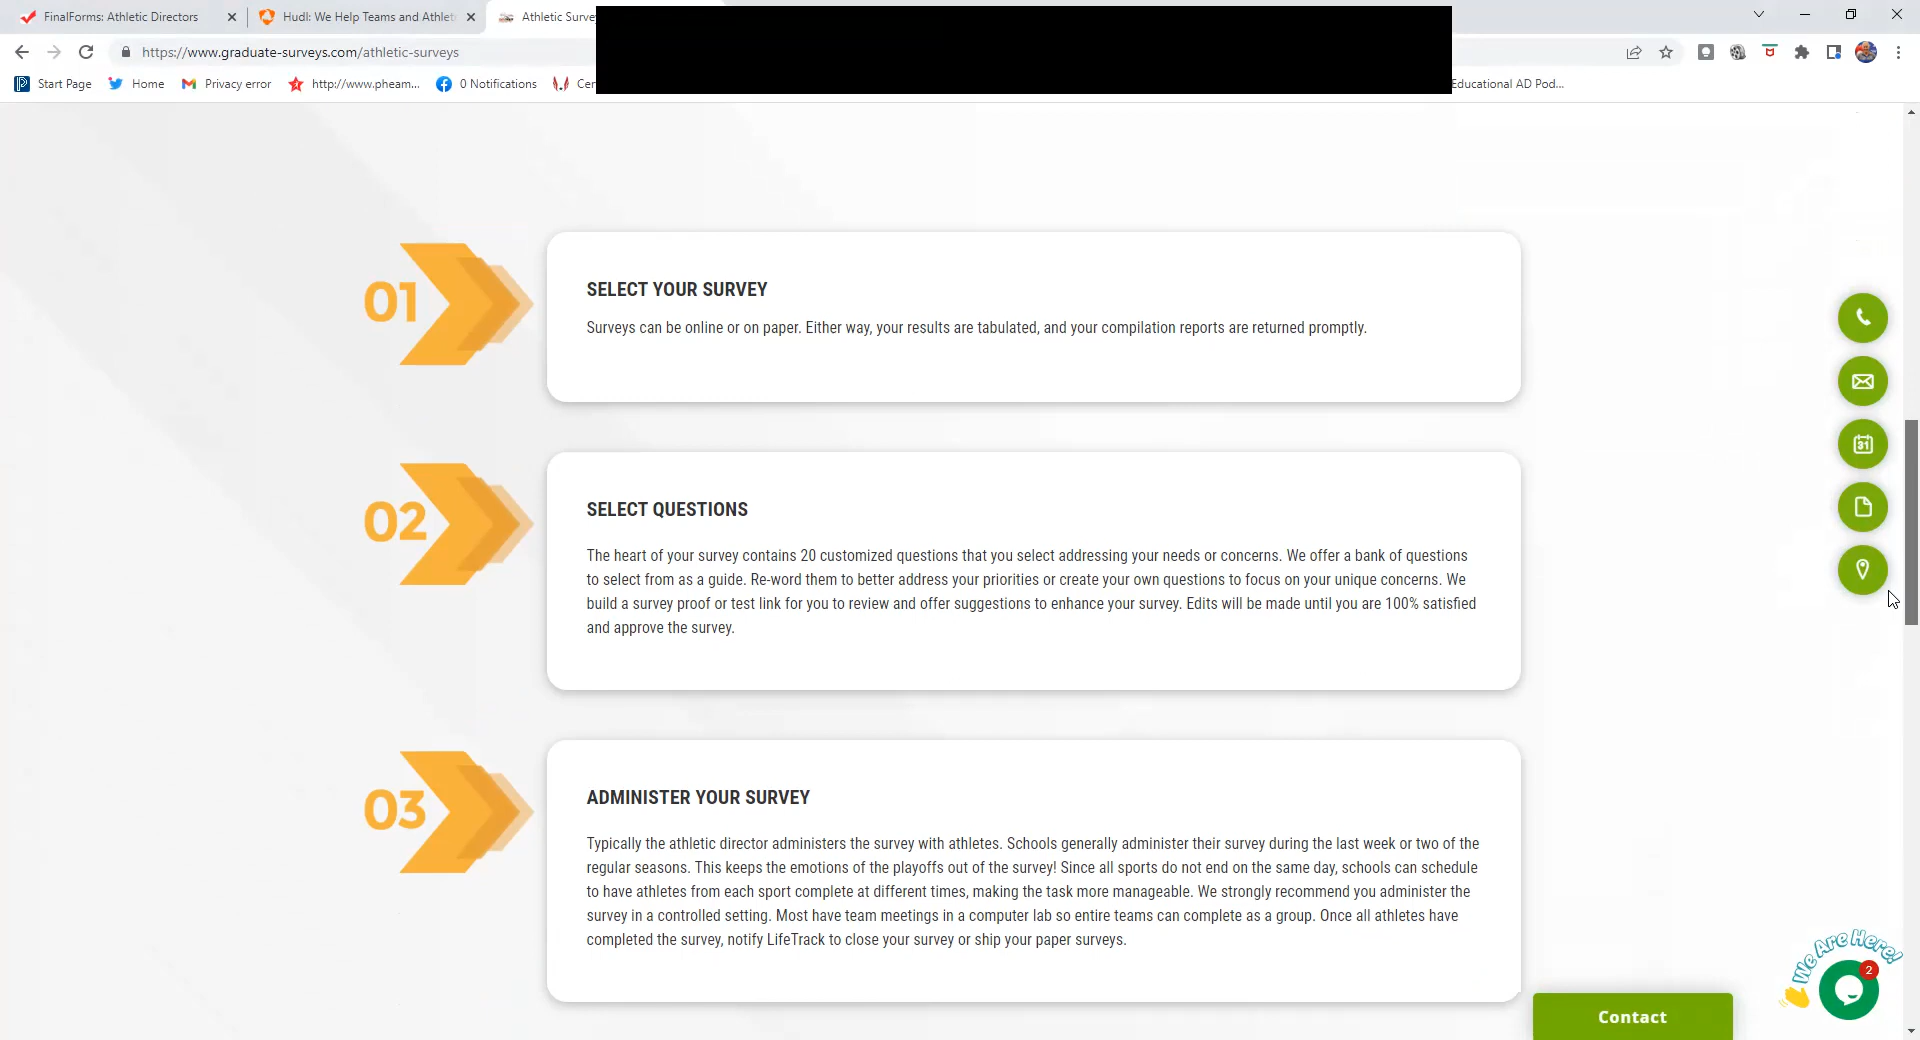 FinalForms: Athletic Directors
Hudl: We Help Teams and Athlet
Athletic Surve
https://www.graduate-surveys.com/athletic-surveys
Start Page
Home
Privacy error
http://www.pheam...
0 Notifications
Cer
Educational AD Pod...
01
SELECT YOUR SURVEY
Surveys can be online or on paper. Either way, your results are tabulated, and your compilation reports are returned promptly.
02
SELECT QUESTIONS
The heart of your survey contains 20 customized questions that you select addressing your needs or concerns. We offer a bank of questions
to select from as a guide. Re-word them to better address your priorities or create your own questions to focus on your unique concerns. We
build a survey proof or test link for you to review and offer suggestions to enhance your survey. Edits will be made until you are 100% satisfied
and approve the survey.
03
ADMINISTER YOUR SURVEY
Typically the athletic director administers the survey with athletes. Schools generally administer their survey during the last week or two of the
regular seasons. This keeps the emotions of the playoffs out of the survey! Since all sports do not end on the same day, schools can schedule
to have athletes from each sport complete at different times, making the task more manageable. We strongly recommend you administer the
survey in a controlled setting. Most have team meetings in a computer lab so entire teams can complete as a group. Once all athletes have
completed the survey, notify LifeTrack to close your survey or ship your paper surveys.
31
We Are Here!
2
Contact